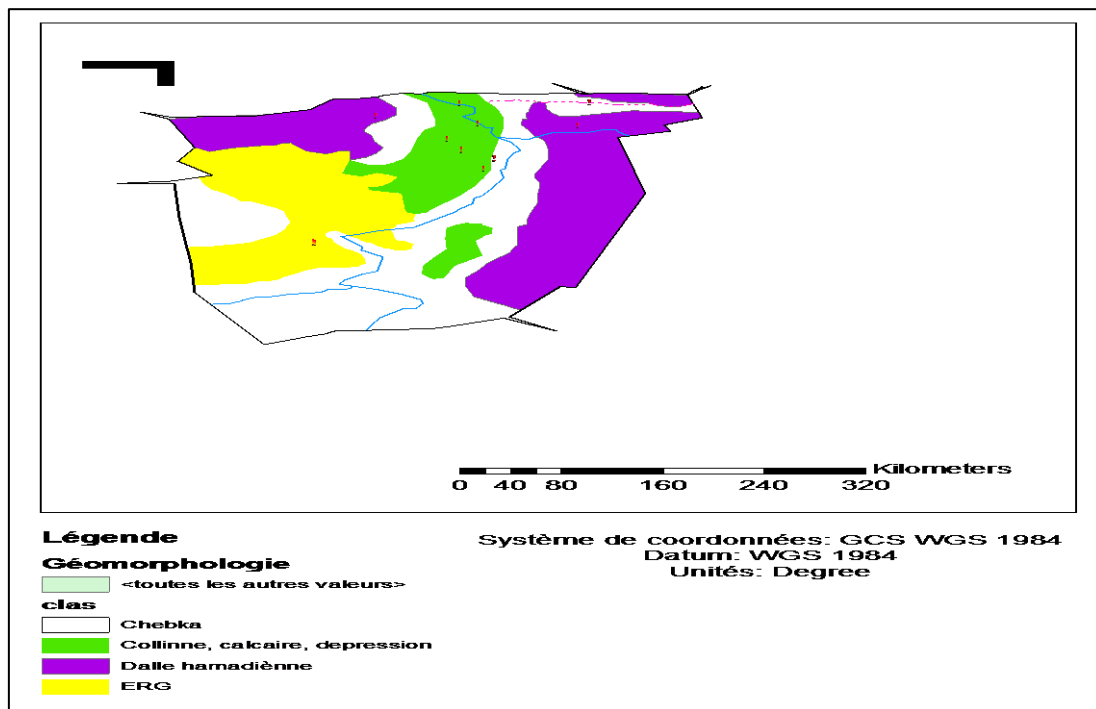 Kilometers
0 40 80 160 240 320
Légende
Géomorphologie
<toutes les autres valeurs>
clas
Chebka
Collinne, calcaire, depression
Dalle hamadiènne
ERG
Système de coordonnées: GCS WGS 1984
Datum: WGS 1984
Unités: Degree